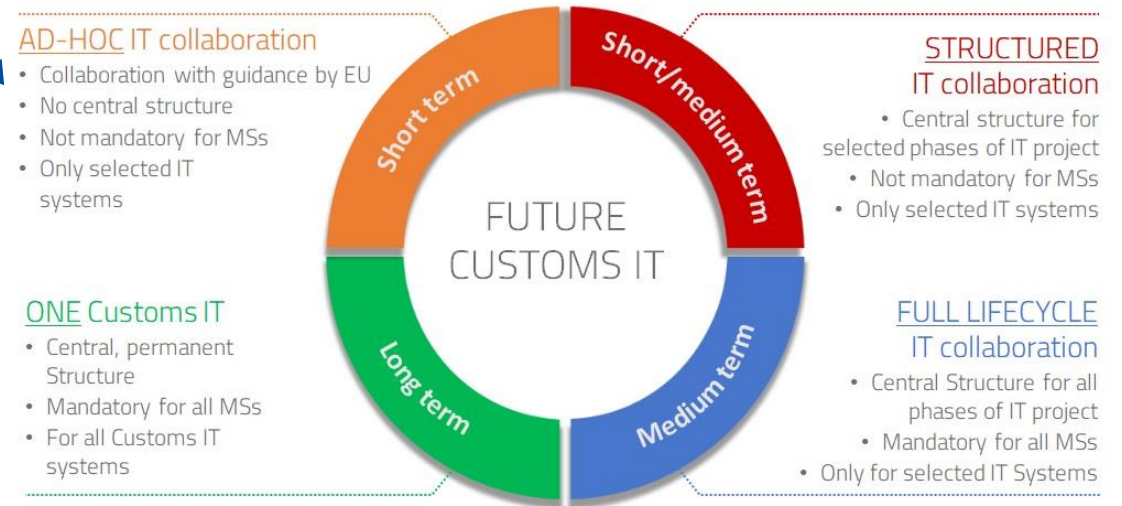 AD-HOC IT collaboration
• Collaboration with guidance by EU
• No central structure
• Not mandatory for MSs
• Only selected IT
systems
Short term
Short/medium term
STRUCTURED
IT collaboration
• Central structure for
selected phases of IT project
• Not mandatory for MSs
• Only selected IT systems
FUTURE
CUSTOMS IT
ONE Customs IT
• Central, permanent
Structure
• Mandatory for all MSs
• For all Customs IT
systems
Long term
Medium term
FULL LIFECYCLE
IT collaboration
• Central Structure for all
phases of IT project
• Mandatory for all MSs
• Only for selected IT Systems